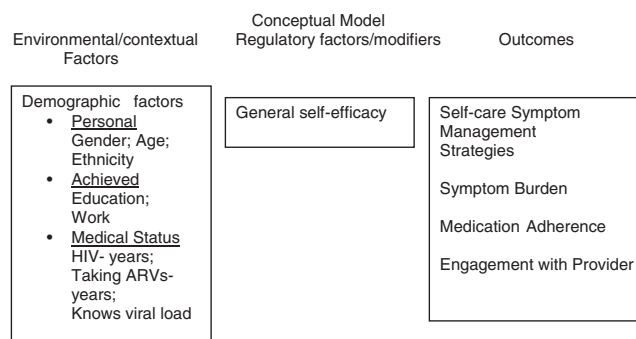 Conceptual Model
Environmental/contextual Factors
Regulatory factors/modifiers
Outcomes
Demographic factors
• Personal
Gender; Age;
Ethnicity
• Achieved
Education;
Work
• Medical Status
HIV- years;
Taking ARVs-
years;
Knows viral load
General self-efficacy
Self-care Symptom
Management
Strategies
Symptom Burden
Medication Adherence
Engagement with Provider